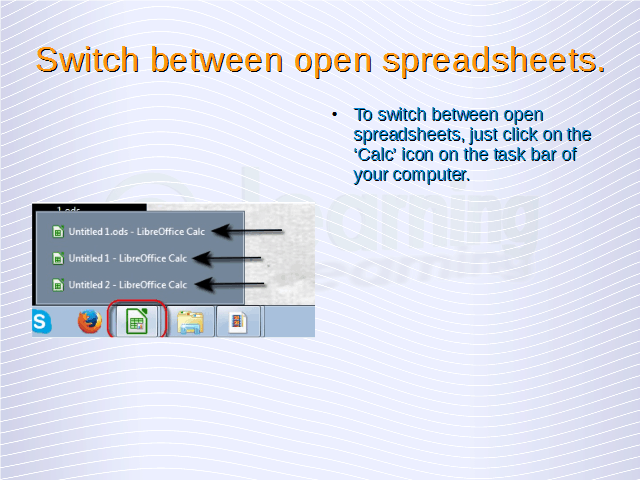 Switch between open spreadsheets.
• To switch between open
spreadsheets, just click on the
‘Calc’ icon on the task bar of
your computer.
learning
1.ods
Untitled 1.ods - LibreOffice Calc
Untitled 1 - LibreOffice Calc
Untitled 2 - LibreOffice Calc
S